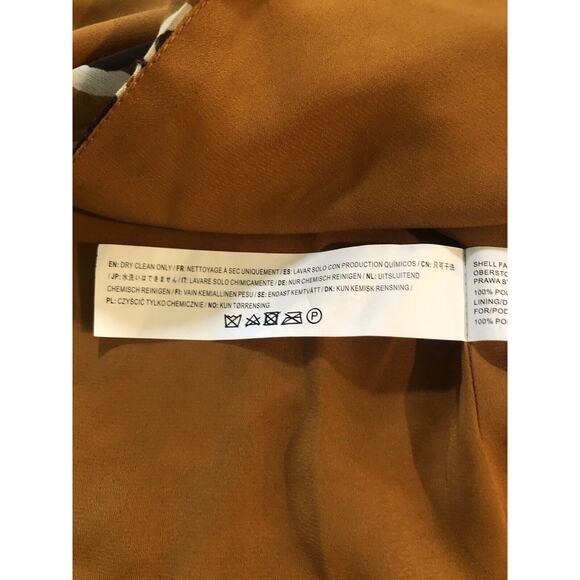 EN: DRY CLEAN ONLY / FR: NETTOYAGE À SEC UNIQUEMENT / ES: LAVAR SOLO CON PRODUCTION QUÍMICOS / CN: 只可干洗
/ JP: 水洗いはできません / IT: LAVARE SOLO CHIMICAMENTE / DE: NUR CHEMISCH REINIGEN / NL: UITSLUITEND
CHEMISCH REINIGEN / FI: VAIN KEMIALLINEN PESU / SE: ENDAST KEMTVÄTT / DK: KUN KEMISK RENSNING /
PL: CZYŚCIĆ TYLKO CHEMICZNIE / NO: KUN TØRRENSING.
P
SHELL FA
OBERSTO
PRAWA S
100% POL
LINING/D
FOR/POD
100% POL